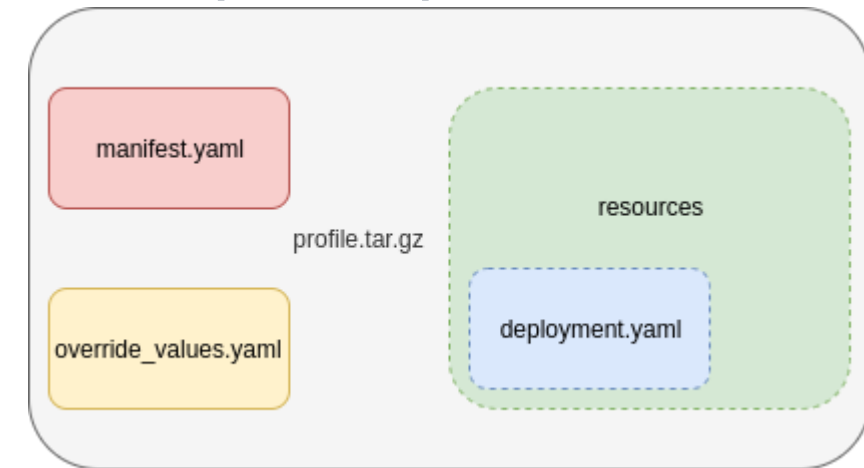 manifest.yaml
resources
profile.tar.gz
deployment.yaml
override_values.yaml